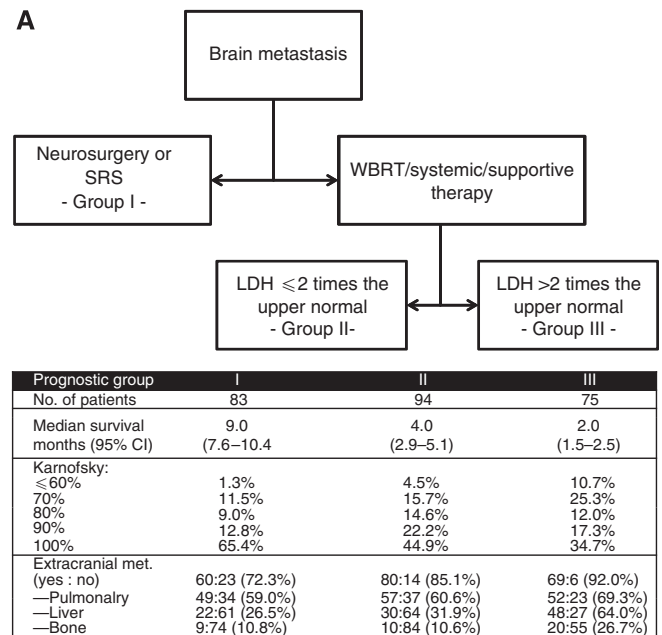 A
Brain metastasis
Neurosurgery or
SRS
- Group I -
WBRT/systemic/supportive
therapy
LDH ⩽2 times the
upper normal
- Group II-
LDH >2 times the
upper normal
- Group III -
Prognostic group I II III
No. of patients 83 94 75
Median survival 9.0 4.0 2.0
months (95% CI) (7.6–10.4 (2.9–5.1) (1.5–2.5)
Karnofsky:
⩽60% 1.3% 4.5% 10.7%
70% 11.5% 15.7% 25.3%
80% 9.0% 14.6% 12.0%
90% 12.8% 22.2% 17.3%
100% 65.4% 44.9% 34.7%
Extracranial met.
(yes : no) 60:23 (72.3%) 80:14 (85.1%) 69:6 (92.0%)
—Pulmonalry 49:34 (59.0%) 57:37 (60.6%) 52:23 (69.3%)
—Liver 22:61 (26.5%) 30:64 (31.9%) 48:27 (64.0%)
—Bone 9:74 (10.8%) 10:84 (10.6%) 20:55 (26.7%)